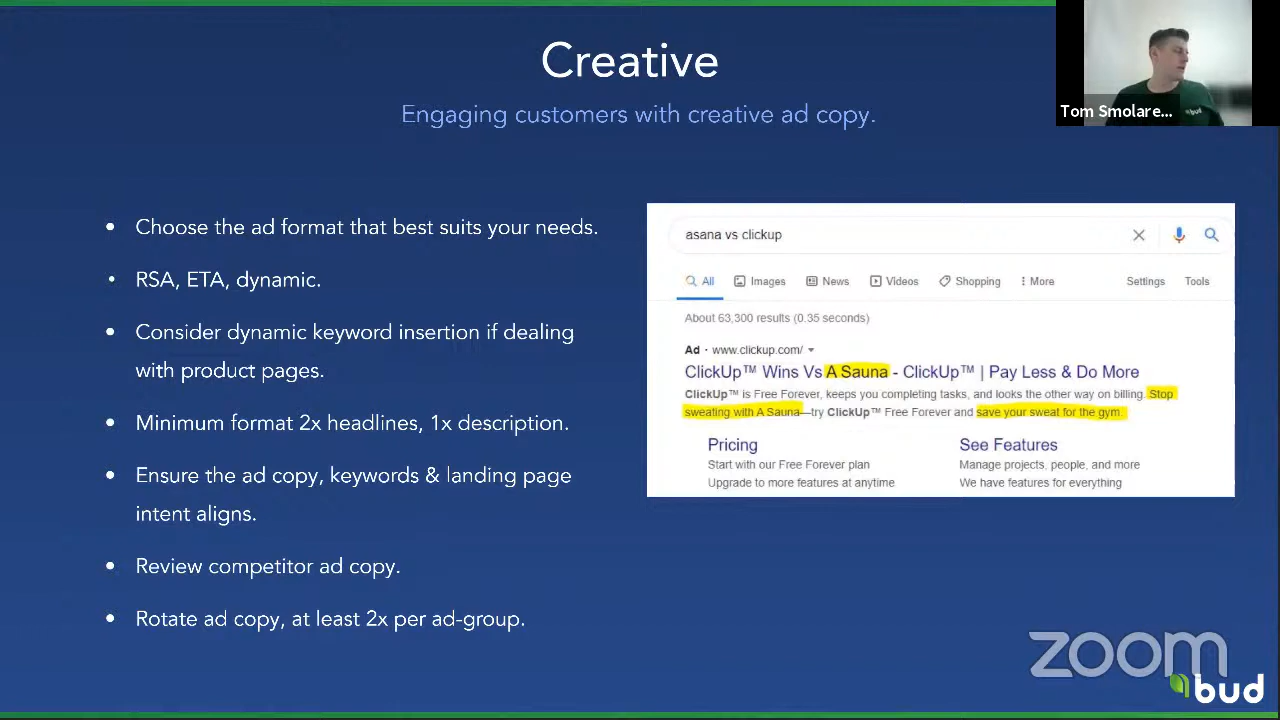 Creative
Engaging customers with creative ad copy.
Tom Smolare...
bud
• Choose the ad format that best suits your needs.
• RSA, ETA, dynamic.
• Consider dynamic keyword insertion if dealing
with product pages.
• Minimum format 2x headlines, 1x description.
• Ensure the ad copy, keywords & landing page
intent aligns.
• Review competitor ad copy.
• Rotate ad copy, at least 2x per ad-group.
asana vs clickup
All Images News Videos Shopping More Settings Tools
About 63,300 results (0.35 seconds)
Ad · www.clickup.com/
ClickUp™ Wins Vs A Sauna - ClickUp™ | Pay Less & Do More
ClickUp™ is Free Forever, keeps you completing tasks, and looks the other way on billing. Stop
sweating with A Sauna—try ClickUp™ Free Forever and save your sweat for the gym.
Pricing
Start with our Free Forever plan
Upgrade to more features at anytime
See Features
Manage projects, people, and more
We have features for everything
zoom
bud